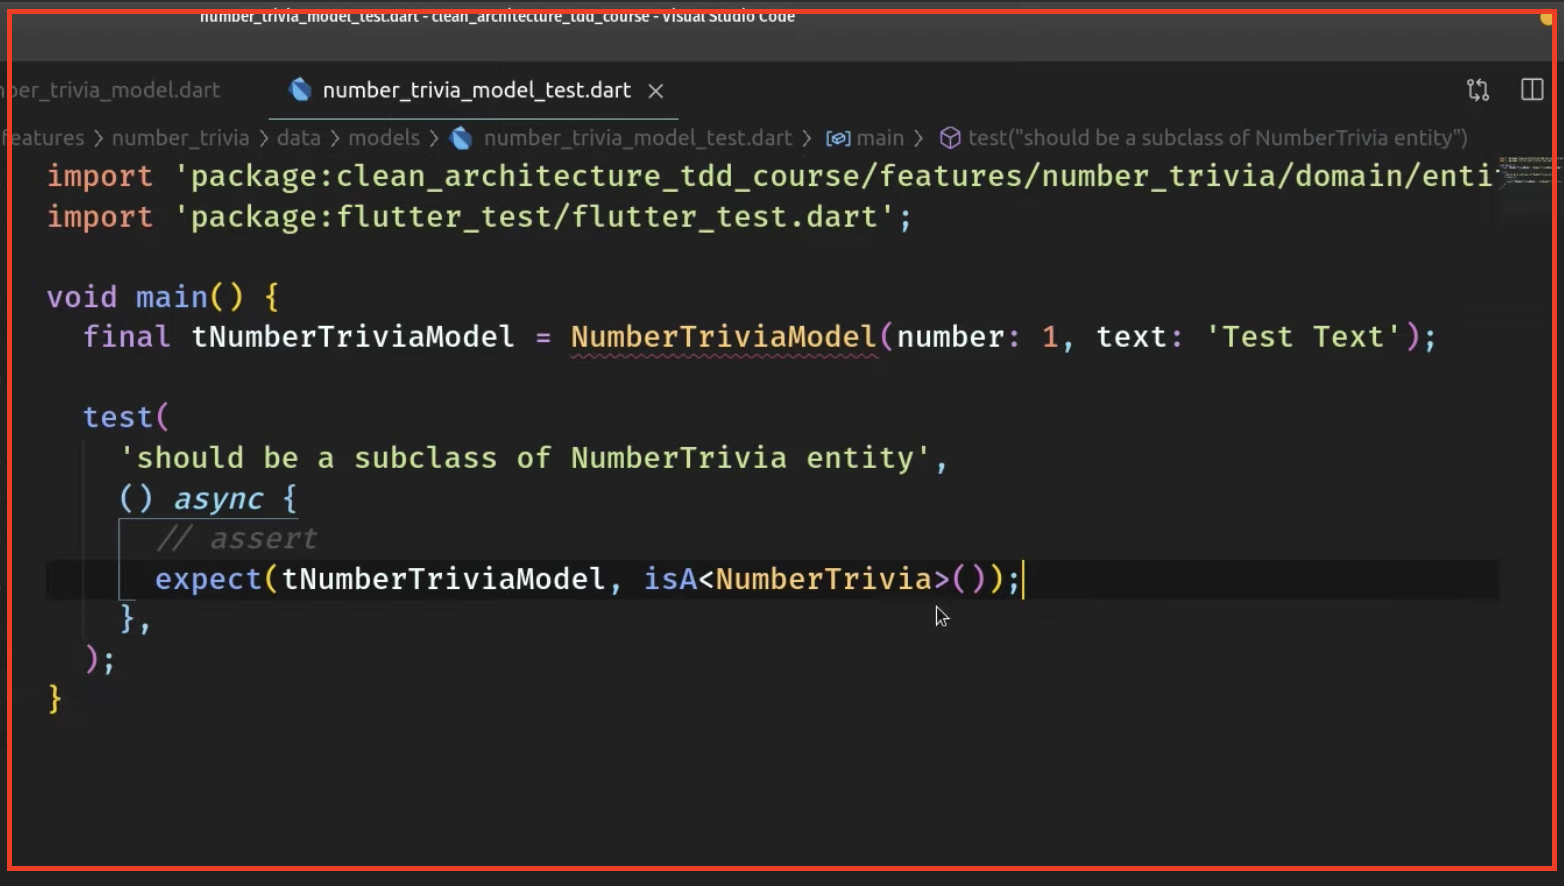 number_trivia_model_test.dart - clean_architecture_tdd_course - Visual Studio Code
ber_trivia_model.dart number_trivia_model_test.dart
features > number_trivia > data > models > number_trivia_model_test.dart > main > test("should be a subclass of NumberTrivia entity")
import 'package:clean_architecture_tdd_course/features/number_trivia/domain/enti
import 'package:flutter_test/flutter_test.dart';
void main() {
final tNumberTriviaModel = NumberTriviaModel(number: 1, text: 'Test Text');
test(
'should be a subclass of NumberTrivia entity',
() async {
// assert
expect(tNumberTriviaModel, isA<NumberTrivia>());
},
);
}